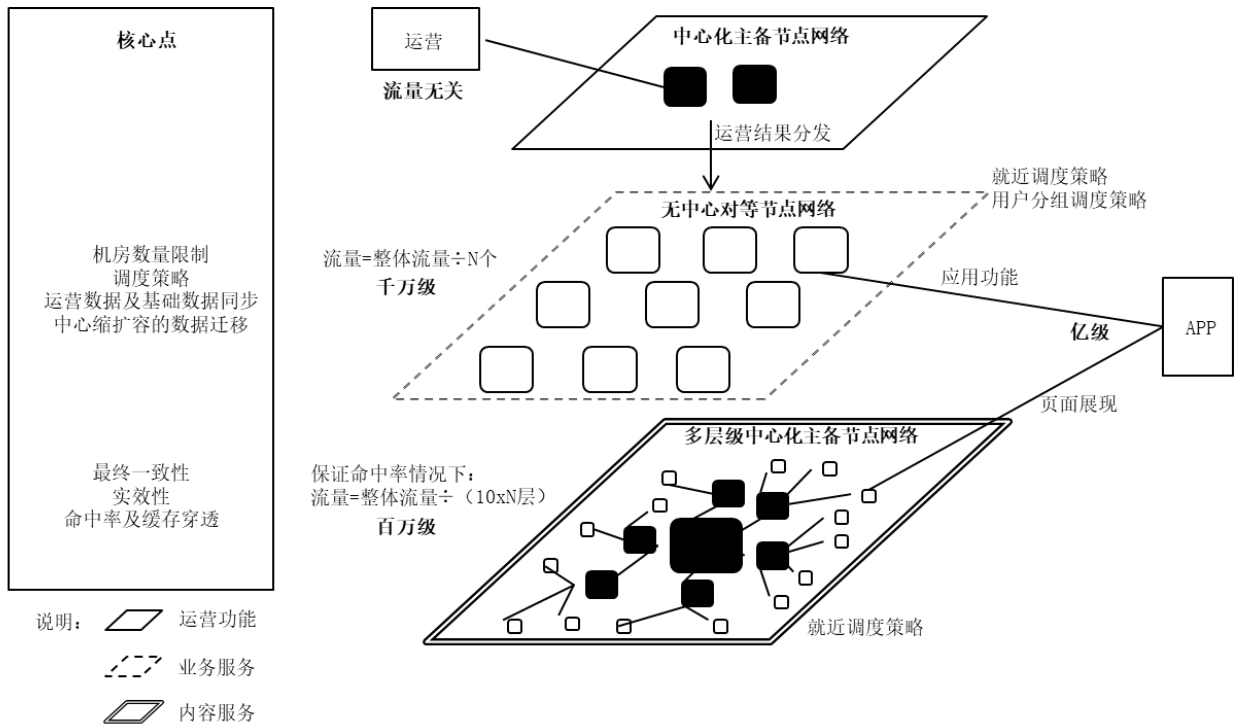 核心点
机房数量限制
调度策略
运营数据及基础数据同步
中心缩扩容的数据迁移
最终一致性
实效性
命中率及缓存穿透
运营
流量无关
中心化主备节点网络
运营结果分发
就近调度策略
用户分组调度策略
无中心对等节点网络
流量=整体流量÷N个
千万级
应用功能
亿级
APP
页面展现
多层级中心化主备节点网络
保证命中率情况下:
流量=整体流量÷（10xN层）
百万级
就近调度策略
说明: 运营功能
业务服务
内容服务